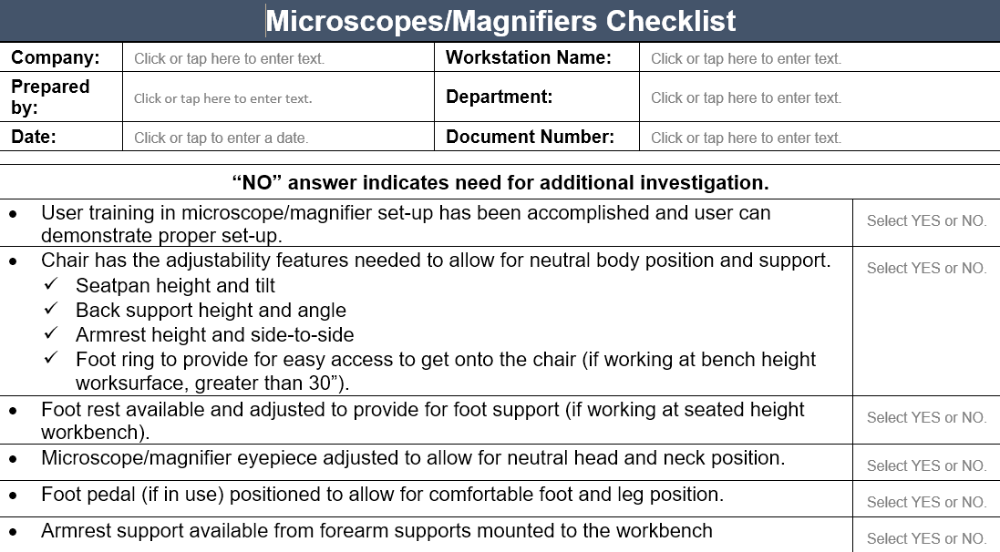 Microscopes/Magnifiers Checklist
Company: Click or tap here to enter text. Workstation Name: Click or tap here to enter text.
Prepared by: Click or tap here to enter text. Department: Click or tap here to enter text.
Date: Click or tap to enter a date. Document Number: Click or tap here to enter text.
“NO” answer indicates need for additional investigation.
• User training in microscope/magnifier set-up has been accomplished and user can
demonstrate proper set-up.
Select YES or NO.
• Chair has the adjustability features needed to allow for neutral body position and support.
Select YES or NO.
✓ Seatpan height and tilt
✓ Back support height and angle
✓ Armrest height and side-to-side
✓ Foot ring to provide for easy access to get onto the chair (if working at bench height
worksurface, greater than 30”).
• Foot rest available and adjusted to provide for foot support (if working at seated height
workbench).
Select YES or NO.
• Microscope/magnifier eyepiece adjusted to allow for neutral head and neck position.
Select YES or NO.
• Foot pedal (if in use) positioned to allow for comfortable foot and leg position.
Select YES or NO.
• Armrest support available from forearm supports mounted to the workbench
Select YES or NO.